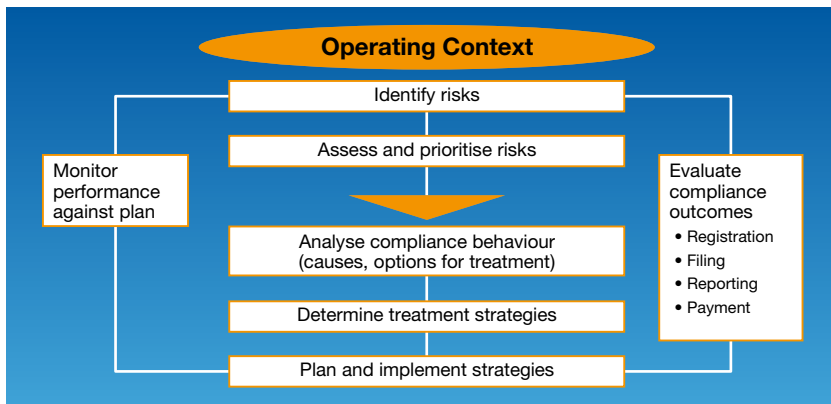 Operating Context
Identify risks
Assess and prioritise risks
Monitor
performance
against plan
Analyse compliance behaviour
(causes, options for treatment)
Determine treatment strategies
Plan and implement strategies
Evaluate
compliance
outcomes
• Registration
• Filing
• Reporting
• Payment